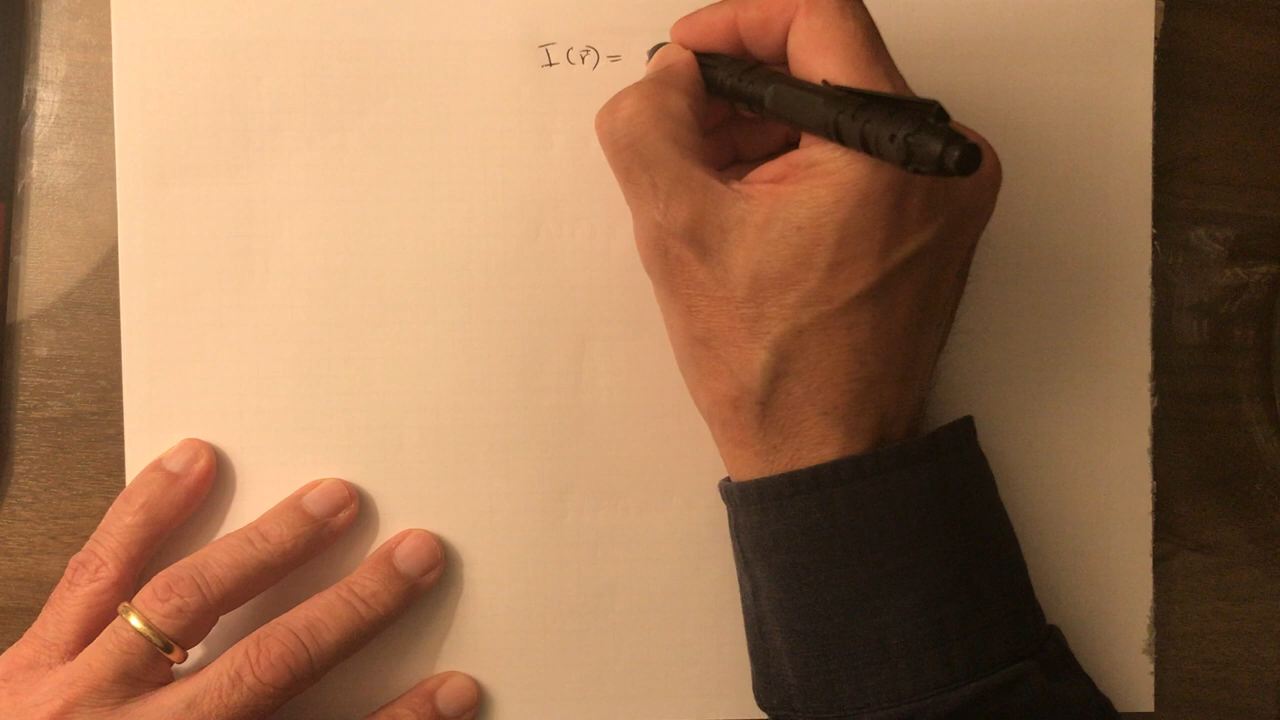 I(r⃗) =